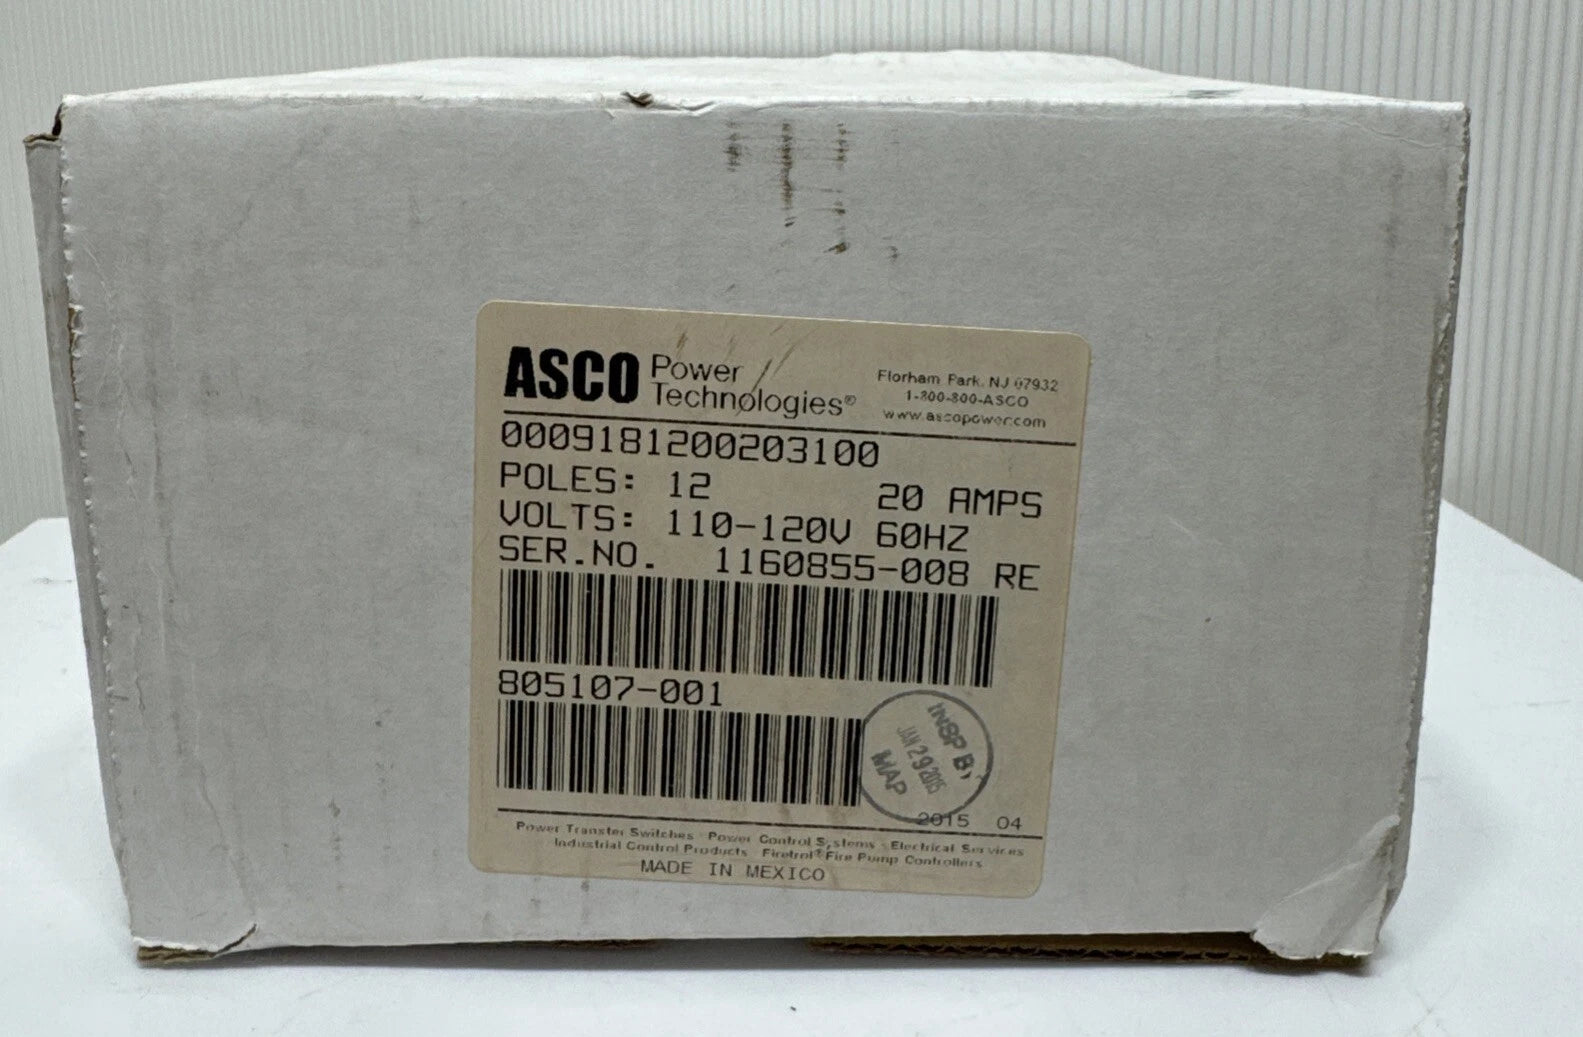 ASCO Power Technologies®
Florham Park, NJ 07932
1-800-800-ASCO
www.ascopower.com
0009181200203100
POLES: 12 20 AMPS
VOLTS: 110-120V 60HZ
SER.NO. 1160855-008 RE
805107-001
INSP BY
JAN 29 2015
MAP
2015 04
Power Transfer Switches · Power Control Systems · Electrical Services
Industrial Control Products Firetrol® Fire Pump Controllers
MADE IN MEXICO